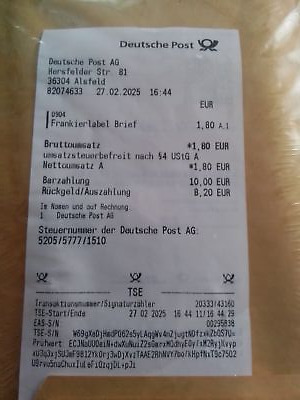 Deutsche Post
Deutsche Post AG
Hersfelder Str. 81
36304 Alsfeld
82074633 27.02.2025 16:44
EUR
D904
Frankierlabel Brief 1,80 A.1
Bruttoumsatz *1,80 EUR
umsatzsteuerbefreit nach §4 UStG A
Nettoumsatz A *1,80 EUR
Barzahlung 10,00 EUR
Rückgeld/Auszahlung 8,20 EUR
Im Namen und auf Rechnung
1 Deutsche Post AG
Steuernummer der Deutsche Post AG:
5205/5777/1510
TSE
Transaktionsnummer/Signaturzähler 20333/43160
TSE-Start/Ende 27 02 2025 16 44 11/16 44 29
EAS-S/N 00295838
TSE-S/N
Prüfwert